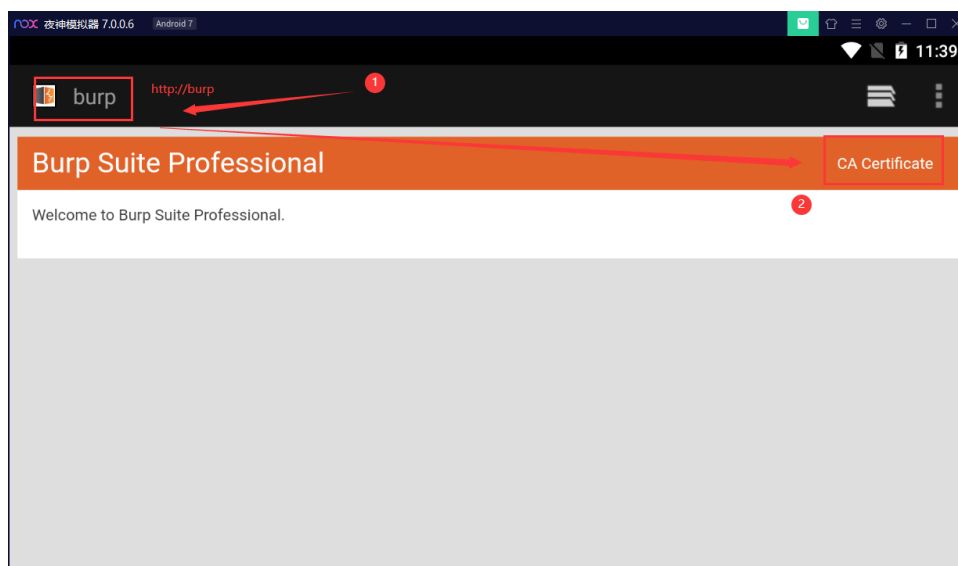 nox 夜神模拟器 7.0.0.6 Android 7
11:39
burp
http://burp
1
Burp Suite Professional
CA Certificate
2
Welcome to Burp Suite Professional.